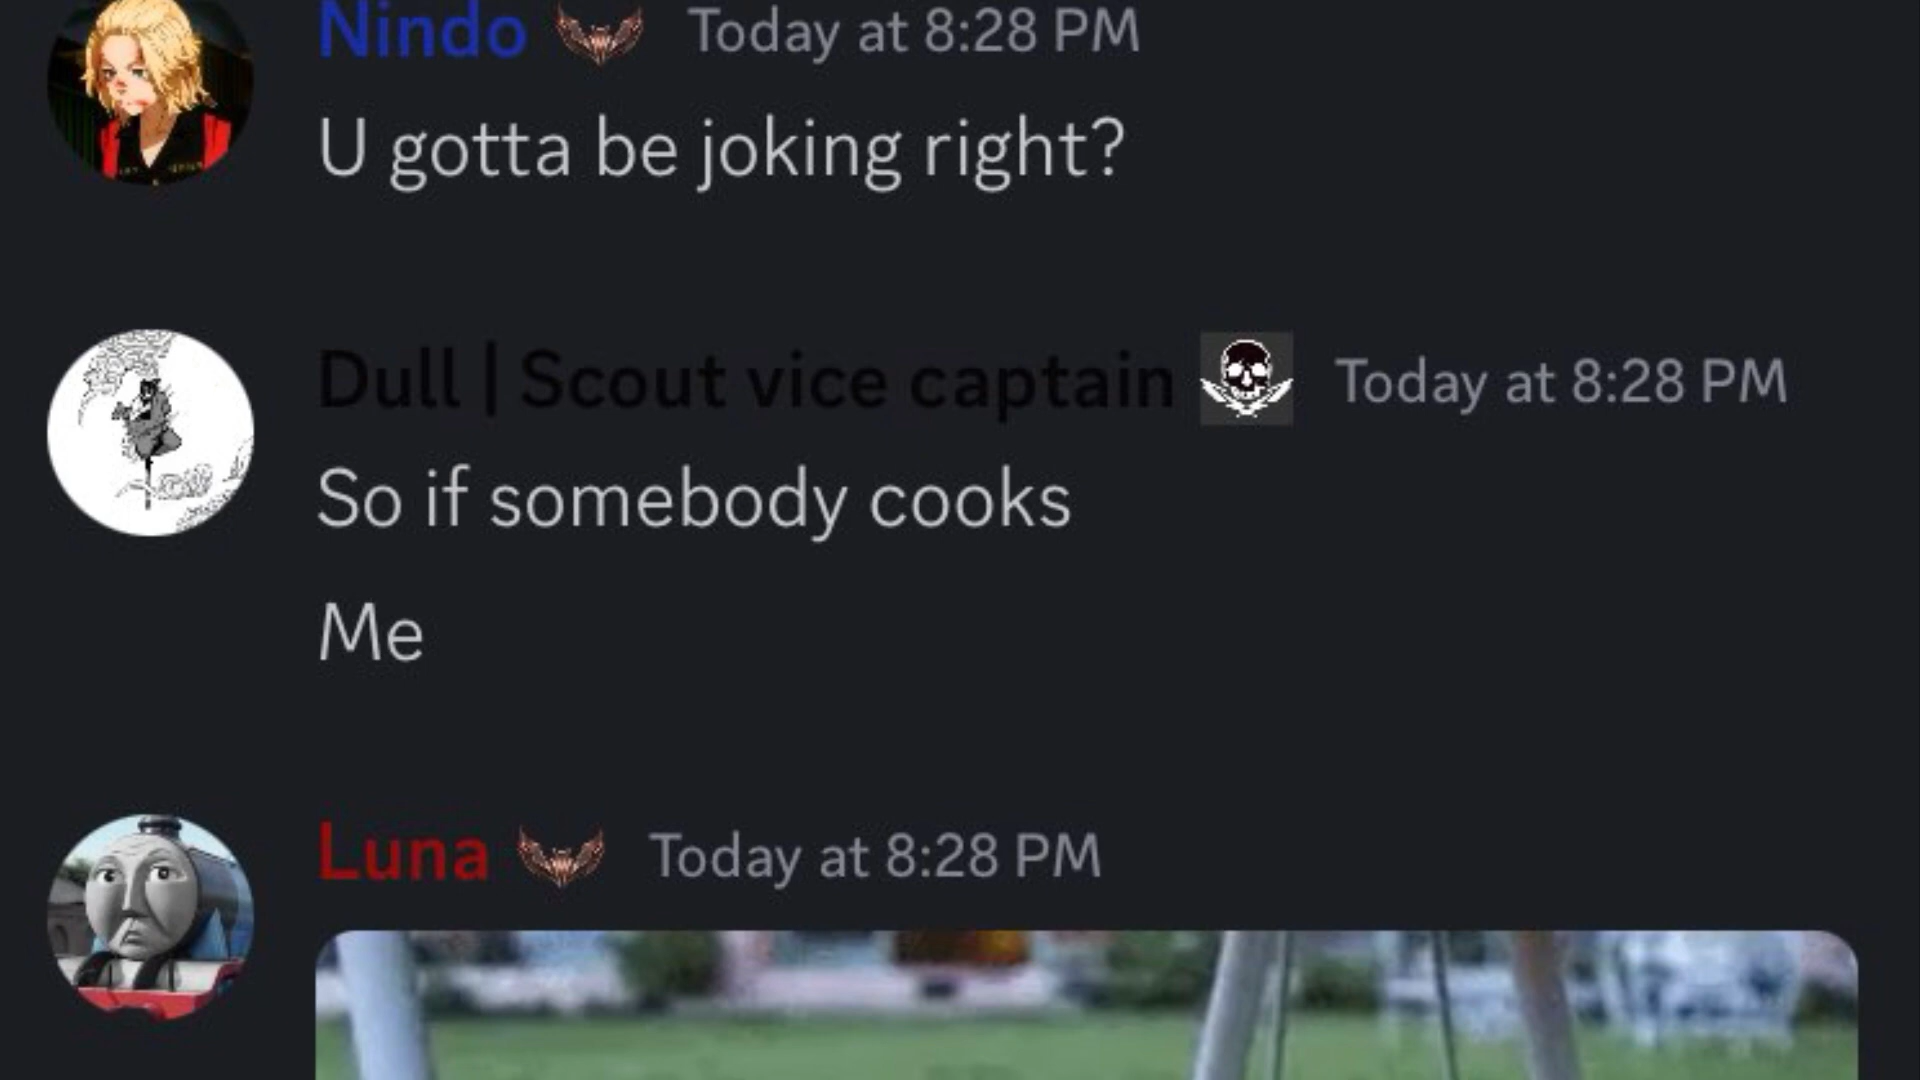 Nindo Today at 8:28 PM
U gotta be joking right?
Dull | Scout vice captain Today at 8:28 PM
So if somebody cooks
Me
Luna Today at 8:28 PM